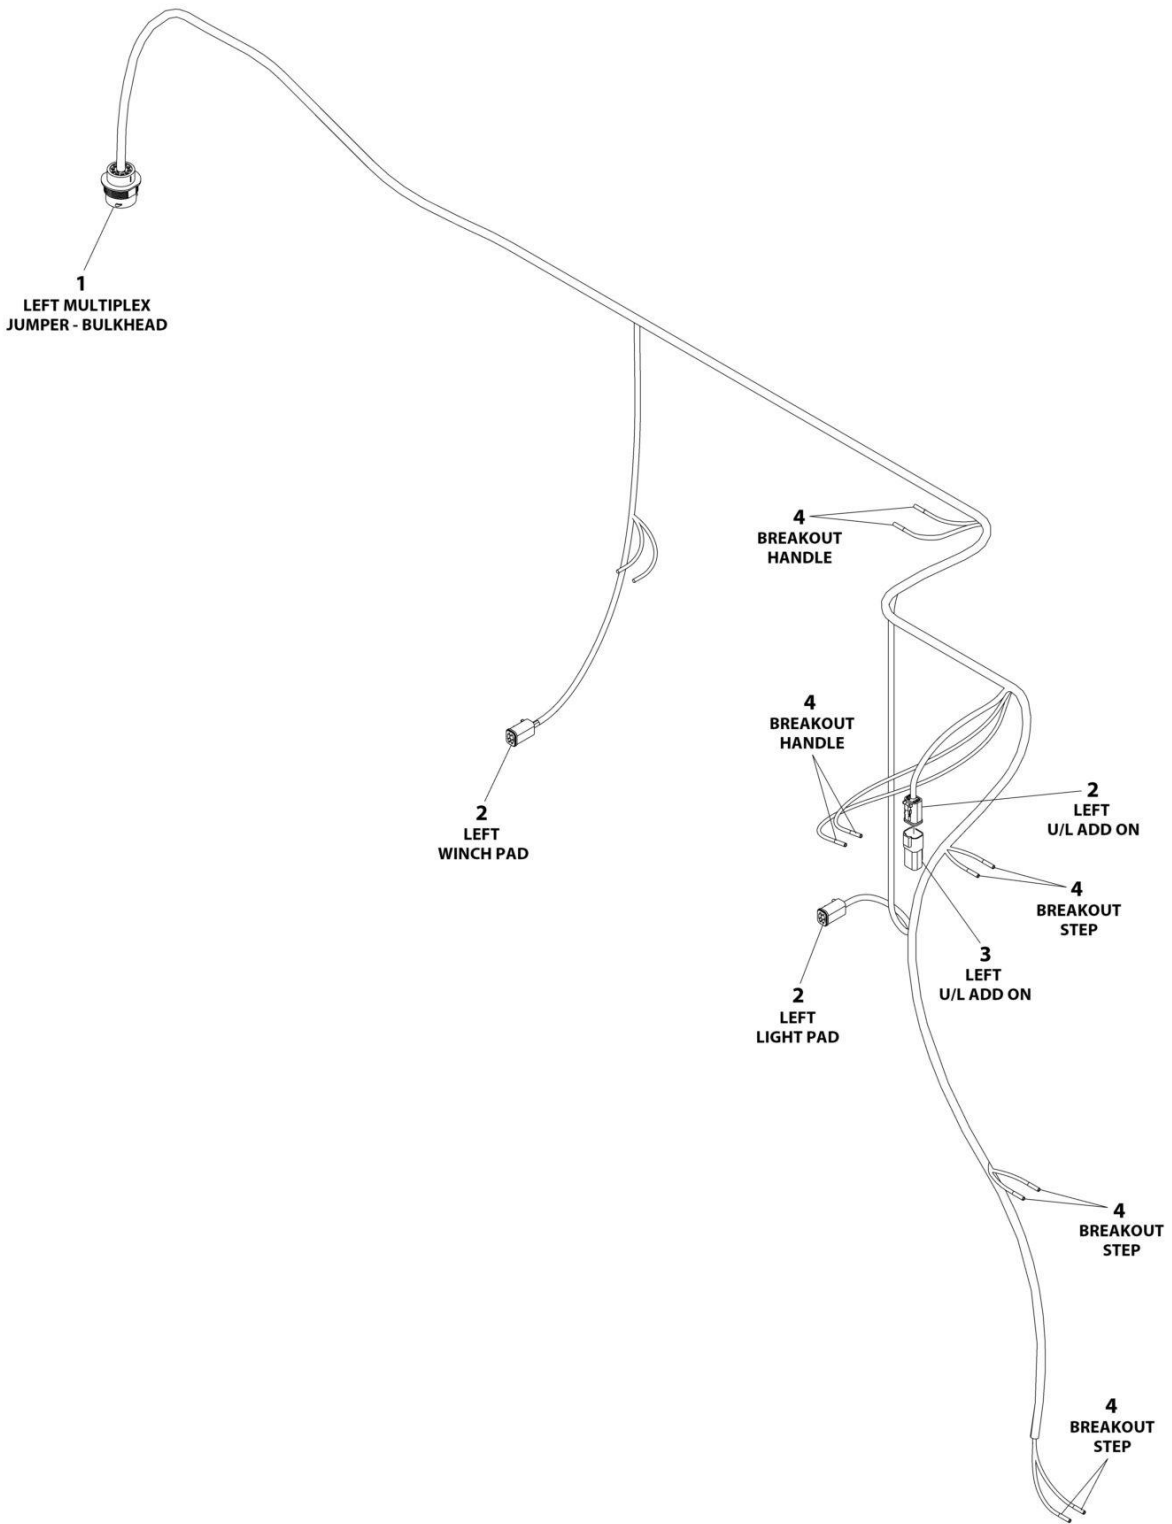 1
LEFT MULTIPLEX
JUMPER - BULKHEAD
4
BREAKOUT
HANDLE
4
BREAKOUT
HANDLE
2
LEFT
WINCH PAD
2
LEFT
U/L ADD ON
4
BREAKOUT
STEP
3
LEFT
U/L ADD ON
2
LEFT
LIGHT PAD
4
BREAKOUT
STEP
4
BREAKOUT
STEP